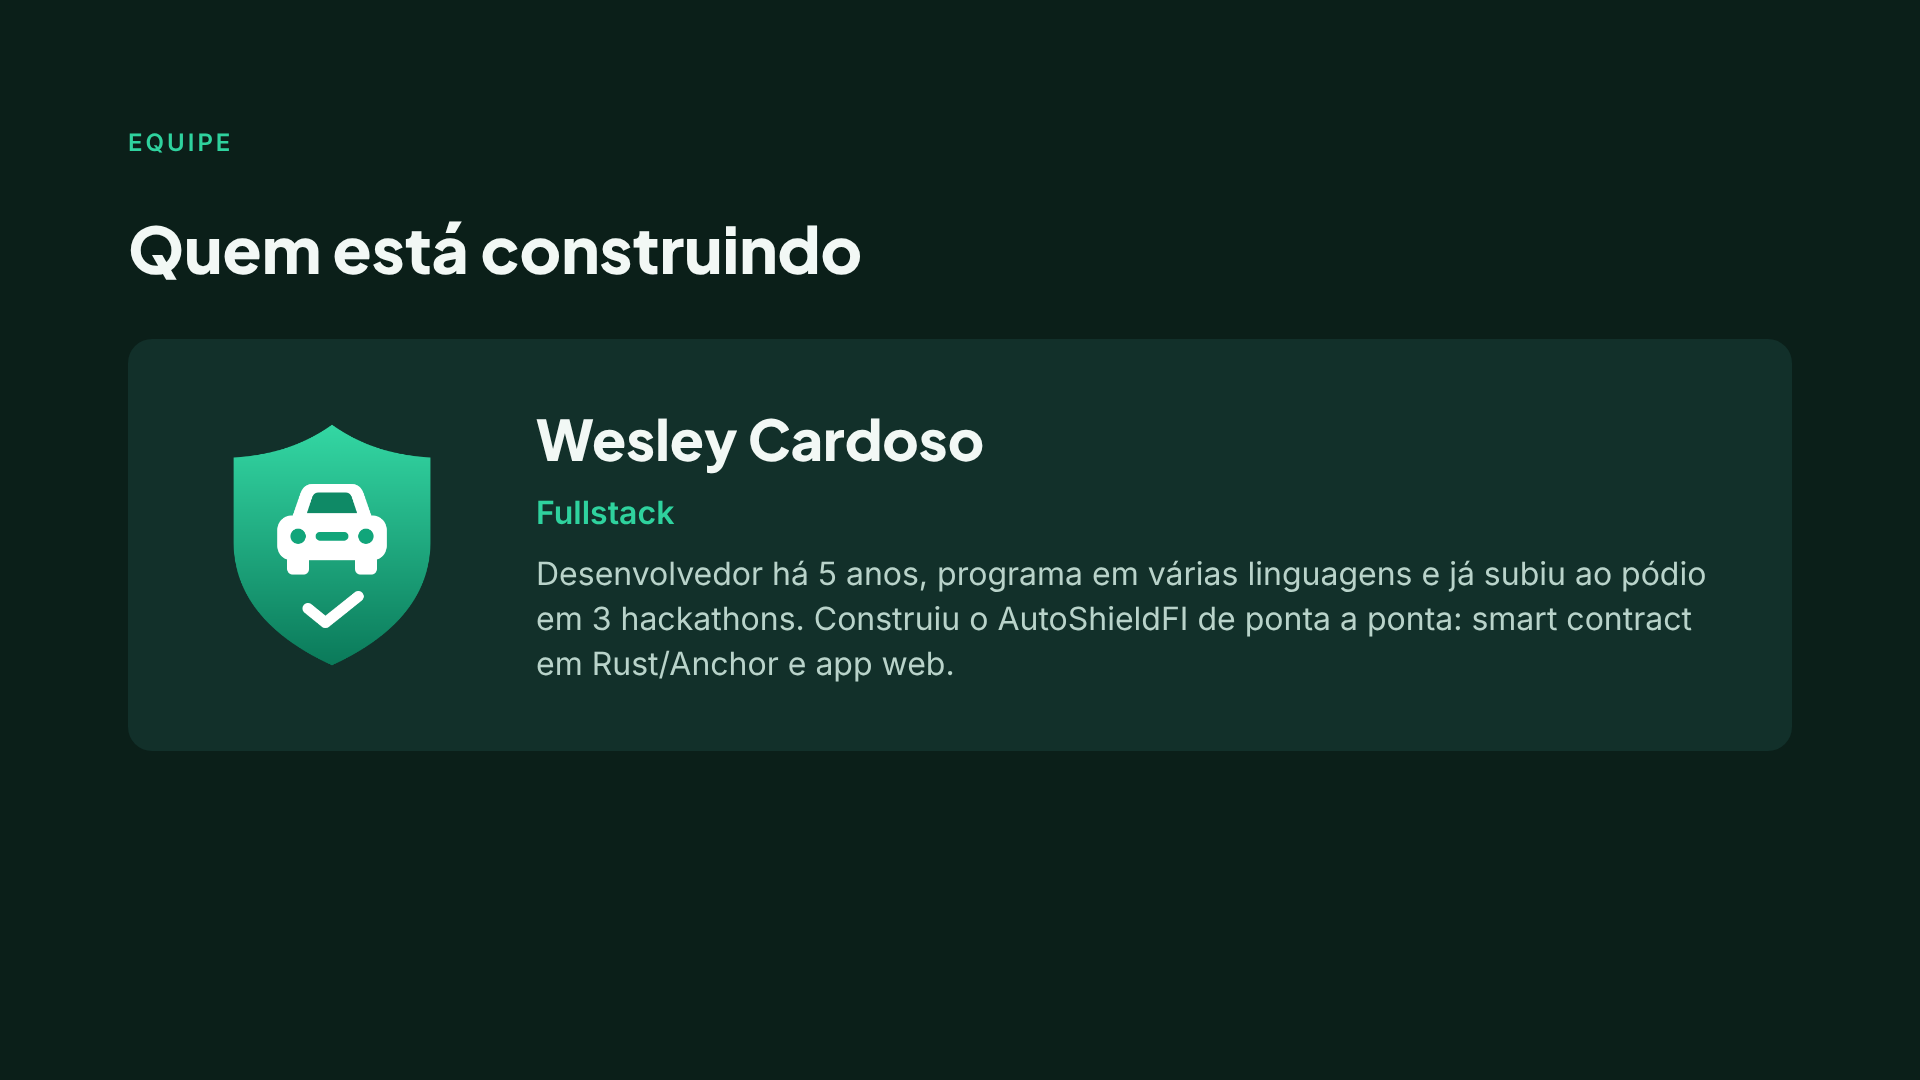 EQUIPE
Quem está construindo
Wesley Cardoso
Fullstack
Desenvolvedor há 5 anos, programa em várias linguagens e já subiu ao pódio
em 3 hackathons. Construiu o AutoShieldFI de ponta a ponta: smart contract
em Rust/Anchor e app web.